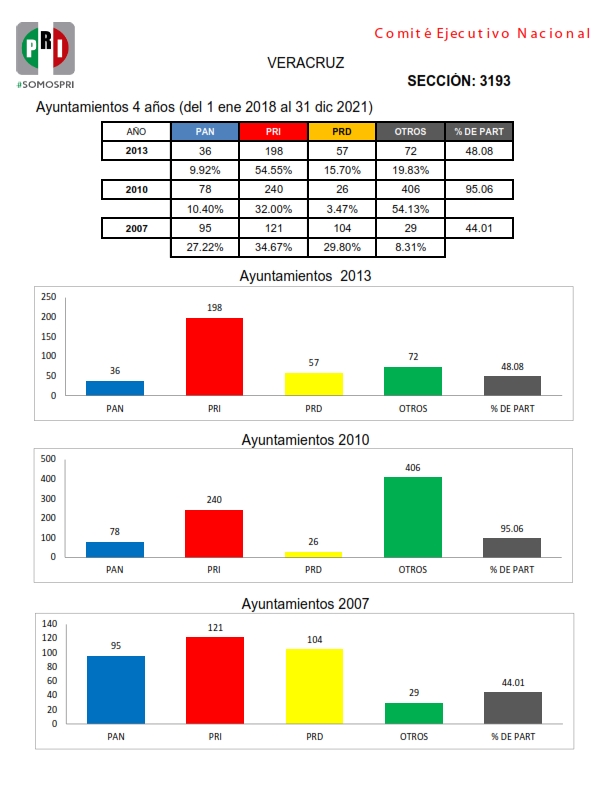 Comité Ejecutivo Nacional
PRI
#SOMOSPRI
VERACRUZ
SECCIÓN: 3193
Ayuntamientos 4 años (del 1 ene 2018 al 31 dic 2021)
AÑO PAN PRI PRD OTROS % DE PART
2013 36 198 57 72 48.08
9.92% 54.55% 15.70% 19.83%
2010 78 240 26 406 95.06
10.40% 32.00% 3.47% 54.13%
2007 95 121 104 29 44.01
27.22% 34.67% 29.80% 8.31%
Ayuntamientos 2013
250
200
150
100
50
0
36 198 57 72 48.08
PAN PRI PRD OTROS % DE PART
Ayuntamientos 2010
500
400
300
200
100
0
78 240 26 406 95.06
PAN PRI PRD OTROS % DE PART
Ayuntamientos 2007
140
120
100
80
60
40
20
0
95 121 104 29 44.01
PAN PRI PRD OTROS % DE PART